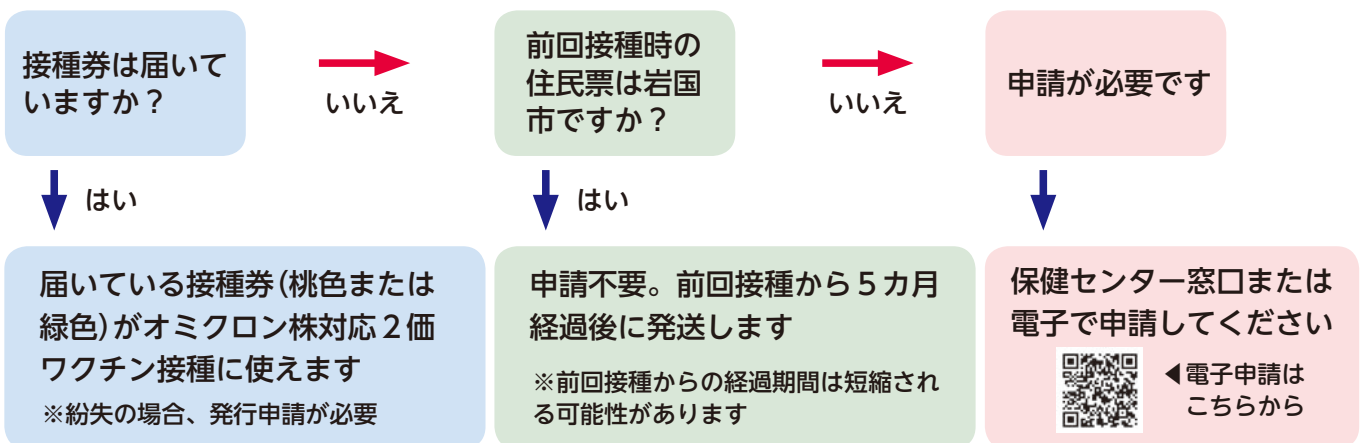 接種券は届いて
いますか？
いいえ
前回接種時の
住民票は岩国
市ですか？
いいえ
申請が必要です
はい
はい
届いている接種券(桃色または
緑色)がオミクロン株対応２価
ワクチン接種に使えます
※紛失の場合、発行申請が必要
申請不要。前回接種から５カ月
経過後に発送します
※前回接種からの経過期間は短縮され
る可能性があります
保健センター窓口または
電子で申請してください
◀電子申請は
こちらから